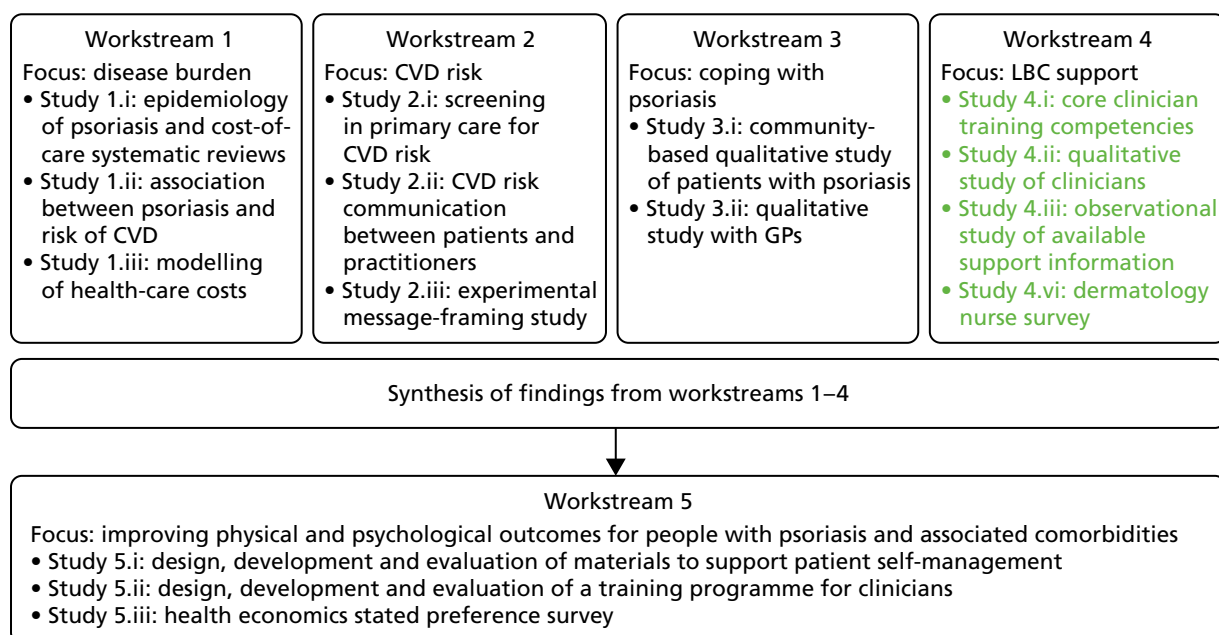 Workstream 1
Focus: disease burden
• Study 1.i: epidemiology
of psoriasis and cost-of-
care systematic reviews
• Study 1.ii: association
between psoriasis and
risk of CVD
• Study 1.iii: modelling
of health-care costs
Workstream 2
Focus: CVD risk
• Study 2.i: screening
in primary care for
CVD risk
• Study 2.ii: CVD risk
communication
between patients and
practitioners
• Study 2.iii: experimental
message-framing study
Workstream 3
Focus: coping with
psoriasis
• Study 3.i: community-
based qualitative study
of patients with psoriasis
• Study 3.ii: qualitative
study with GPs
Workstream 4
Focus: LBC support
• Study 4.i: core clinician
training competencies
• Study 4.ii: qualitative
study of clinicians
• Study 4.iii: observational
study of available
support information
• Study 4.vi: dermatology
nurse survey
Synthesis of findings from workstreams 1–4
Workstream 5
Focus: improving physical and psychological outcomes for people with psoriasis and associated comorbidities
• Study 5.i: design, development and evaluation of materials to support patient self-management
• Study 5.ii: design, development and evaluation of a training programme for clinicians
• Study 5.iii: health economics stated preference survey